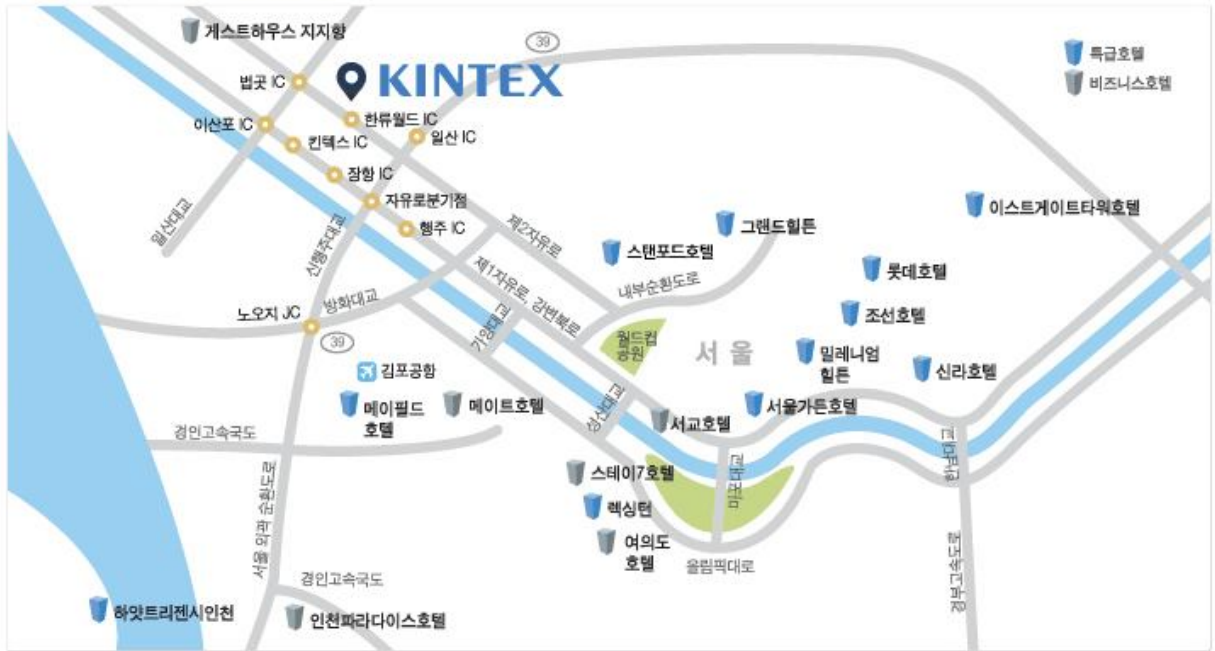 게스트하우스 지지향
39
특급호텔
비즈니스호텔
법곳 IC
KINTEX
이산포 IC
한류월드 IC
일산 IC
킨텍스 IC
장항 IC
자유로분기점
행주 IC
일산대교
신행주대교
제2자유로
이스트게이트타워호텔
그랜드힐튼
스탠포드호텔
롯데호텔
내부순환도로
제1자유로, 강변북로
방화대교
노오지 JC
39
가양대교
조선호텔
월드컵
공원
서울
밀레니엄
힐튼
신라호텔
김포공항
메이필드
호텔
메이트호텔
서울가든호텔
성산대교
서교호텔
경인고속국도
한남대교
마포대교
스테이7호텔
렉싱턴
여의도
호텔
올림픽대로
서울 외곽 순환도로
경부고속도로
경인고속국도
하얏트리젠시인천
인천파라다이스호텔